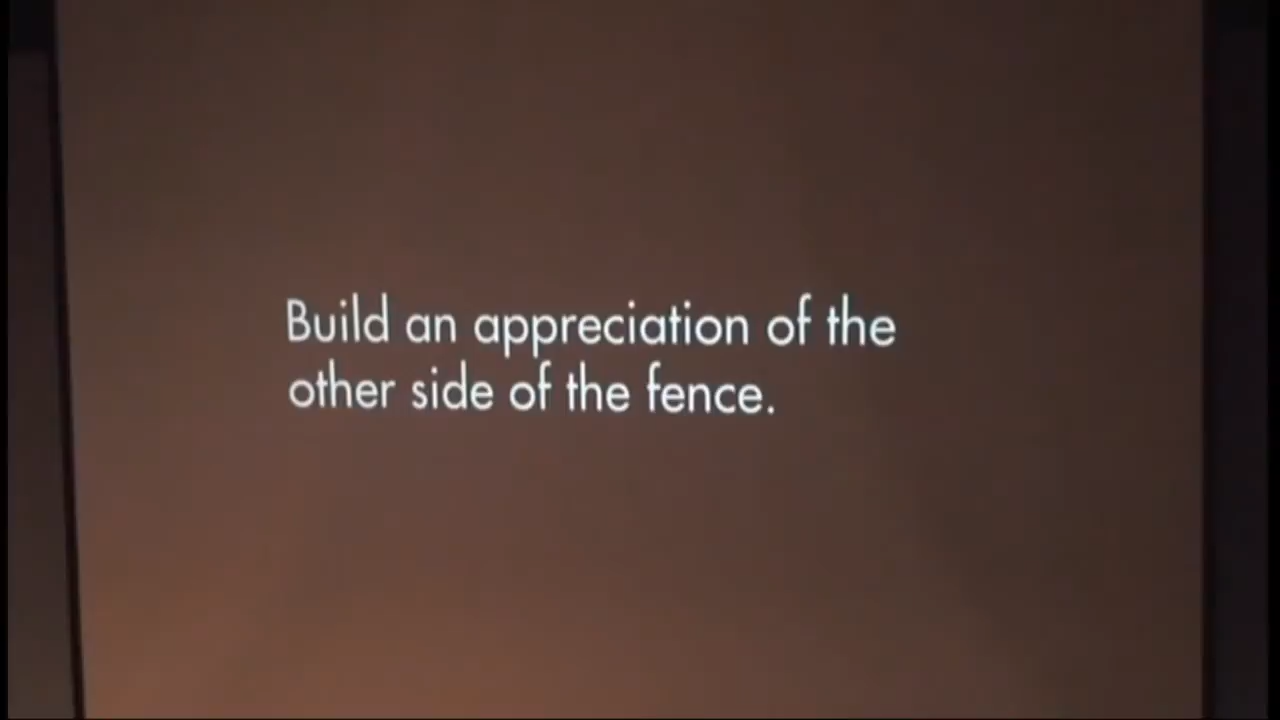 Build an appreciation of the
other side of the fence.